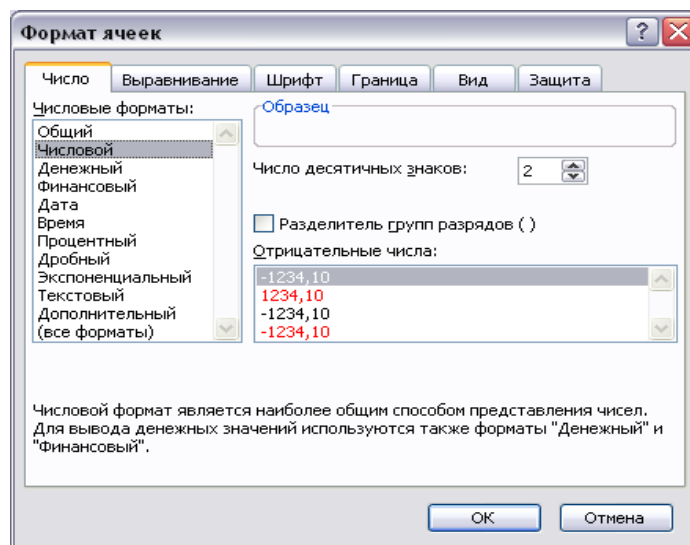 Формат ячеек
Число Выравнивание Шрифт Граница Вид Защита
Числовые форматы:
Общий
Числовой
Денежный
Финансовый
Дата
Время
Процентный
Дробный
Экспоненциальный
Текстовый
Дополнительный
(все форматы)
Образец
Число десятичных знаков: 2
Разделитель групп разрядов ( )
Отрицательные числа:
-1234,10
1234,10
-1234,10
-1234,10
Числовой формат является наиболее общим способом представления чисел.
Для вывода денежных значений используются также форматы "Денежный" и
"Финансовый".
ОК Отмена